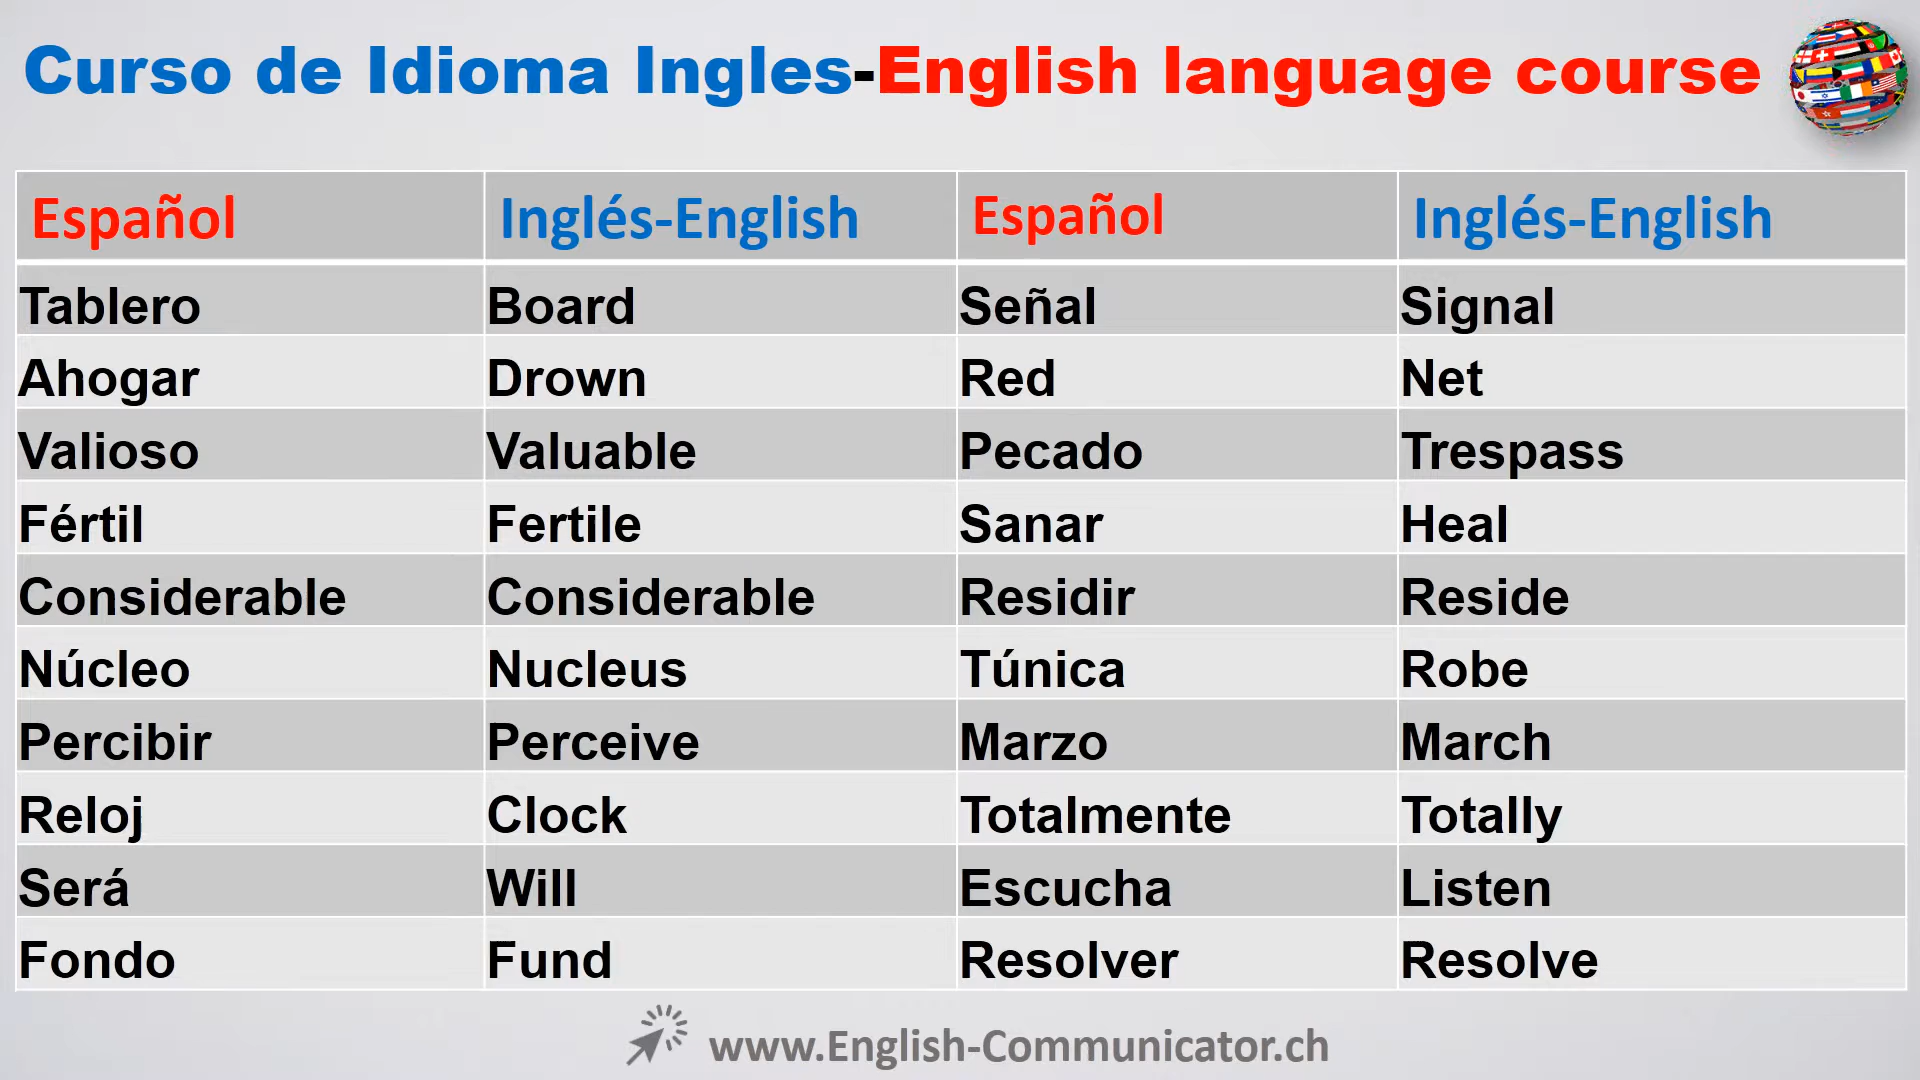 Curso de Idioma Ingles-English language course
Español Inglés-English Español Inglés-English
Tablero Board Señal Signal
Ahogar Drown Red Net
Valioso Valuable Pecado Trespass
Fértil Fertile Sanar Heal
Considerable Considerable Residir Reside
Núcleo Nucleus Túnica Robe
Percibir Perceive Marzo March
Reloj Clock Totalmente Totally
Será Will Escucha Listen
Fondo Fund Resolver Resolve
www.English-Communicator.ch